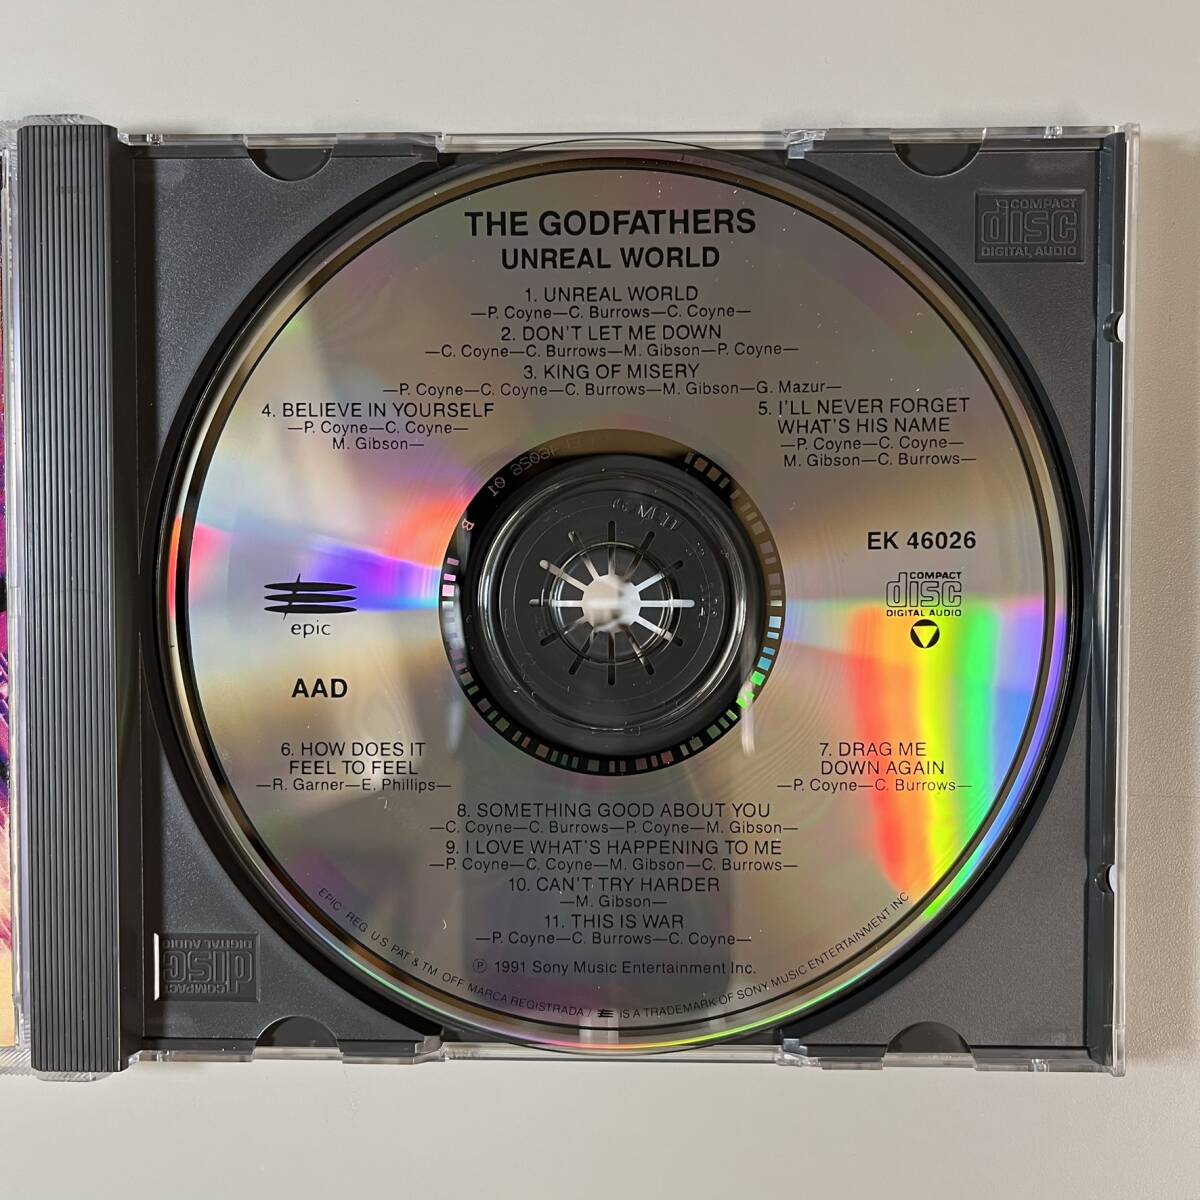 THE GODFATHERS
UNREAL WORLD
1. UNREAL WORLD
—P. Coyne—C. Burrows—C. Coyne—
2. DON'T LET ME DOWN
—C. Coyne—C. Burrows—M. Gibson—P. Coyne—
3. KING OF MISERY
—P. Coyne—C. Coyne—C. Burrows—M. Gibson—G. Mazur—
4. BELIEVE IN YOURSELF
—P. Coyne—C. Coyne—
M. Gibson—
5. I'LL NEVER FORGET
WHAT'S HIS NAME
—P. Coyne—C. Coyne—
M. Gibson—C. Burrows—
EK 46026
COMPACT
disc
DIGITAL AUDIO
epic
AAD
6. HOW DOES IT
FEEL TO FEEL
—R. Garner—E. Phillips—
7. DRAG ME
DOWN AGAIN
—P. Coyne—C. Burrows—
8. SOMETHING GOOD ABOUT YOU
—C. Coyne—C. Burrows—P. Coyne—M. Gibson—
9. I LOVE WHAT'S HAPPENING TO ME
—P. Coyne—C. Coyne—M. Gibson—C. Burrows—
10. CAN'T TRY HARDER
—M. Gibson—
11. THIS IS WAR
—P. Coyne—C. Burrows—C. Coyne—
℗ 1991 Sony Music Entertainment Inc.
EPIC REG. U.S. PAT. & TM. OFF. MARCA REGISTRADA / IS A TRADEMARK OF SONY MUSIC ENTERTAINMENT INC.
COMPACT
disc
DIGITAL AUDIO
COMPACT
disc
DIGITAL AUDIO